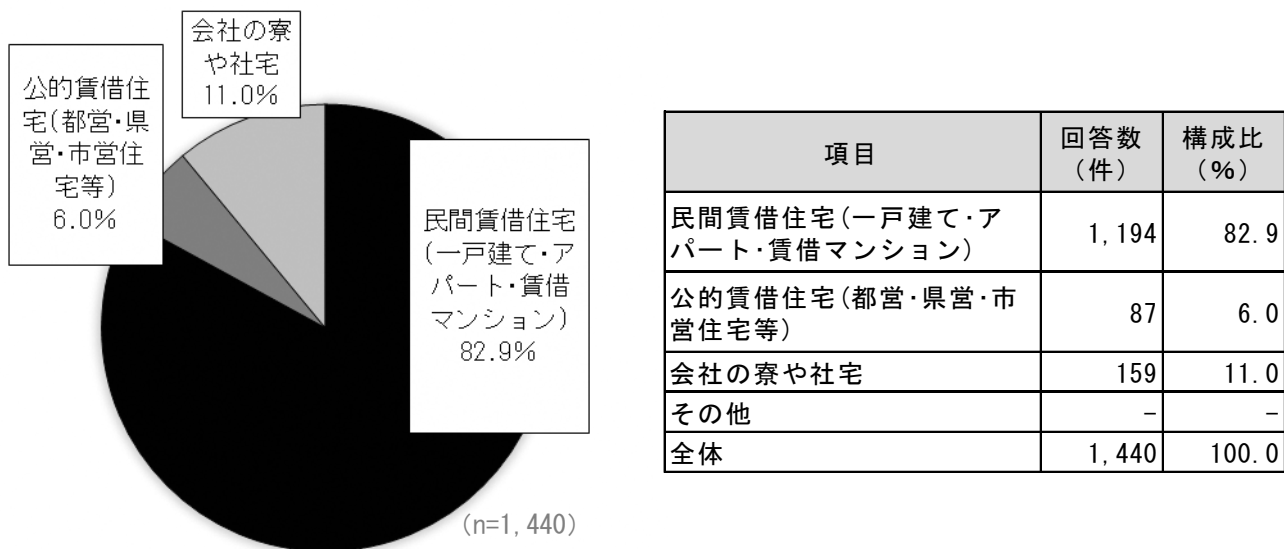 会社の寮
や社宅
11.0%
公的賃借住
宅(都営・県
営・市営住
宅等)
6.0%
民間賃借住宅
(一戸建て・ア
パート・賃借
マンション)
82.9%
(n=1,440)
項目 回答数(件) 構成比(%)
民間賃借住宅(一戸建て・ア
パート・賃借マンション) 1,194 82.9
公的賃借住宅(都営・県営・市
営住宅等) 87 6.0
会社の寮や社宅 159 11.0
その他 - -
全体 1,440 100.0